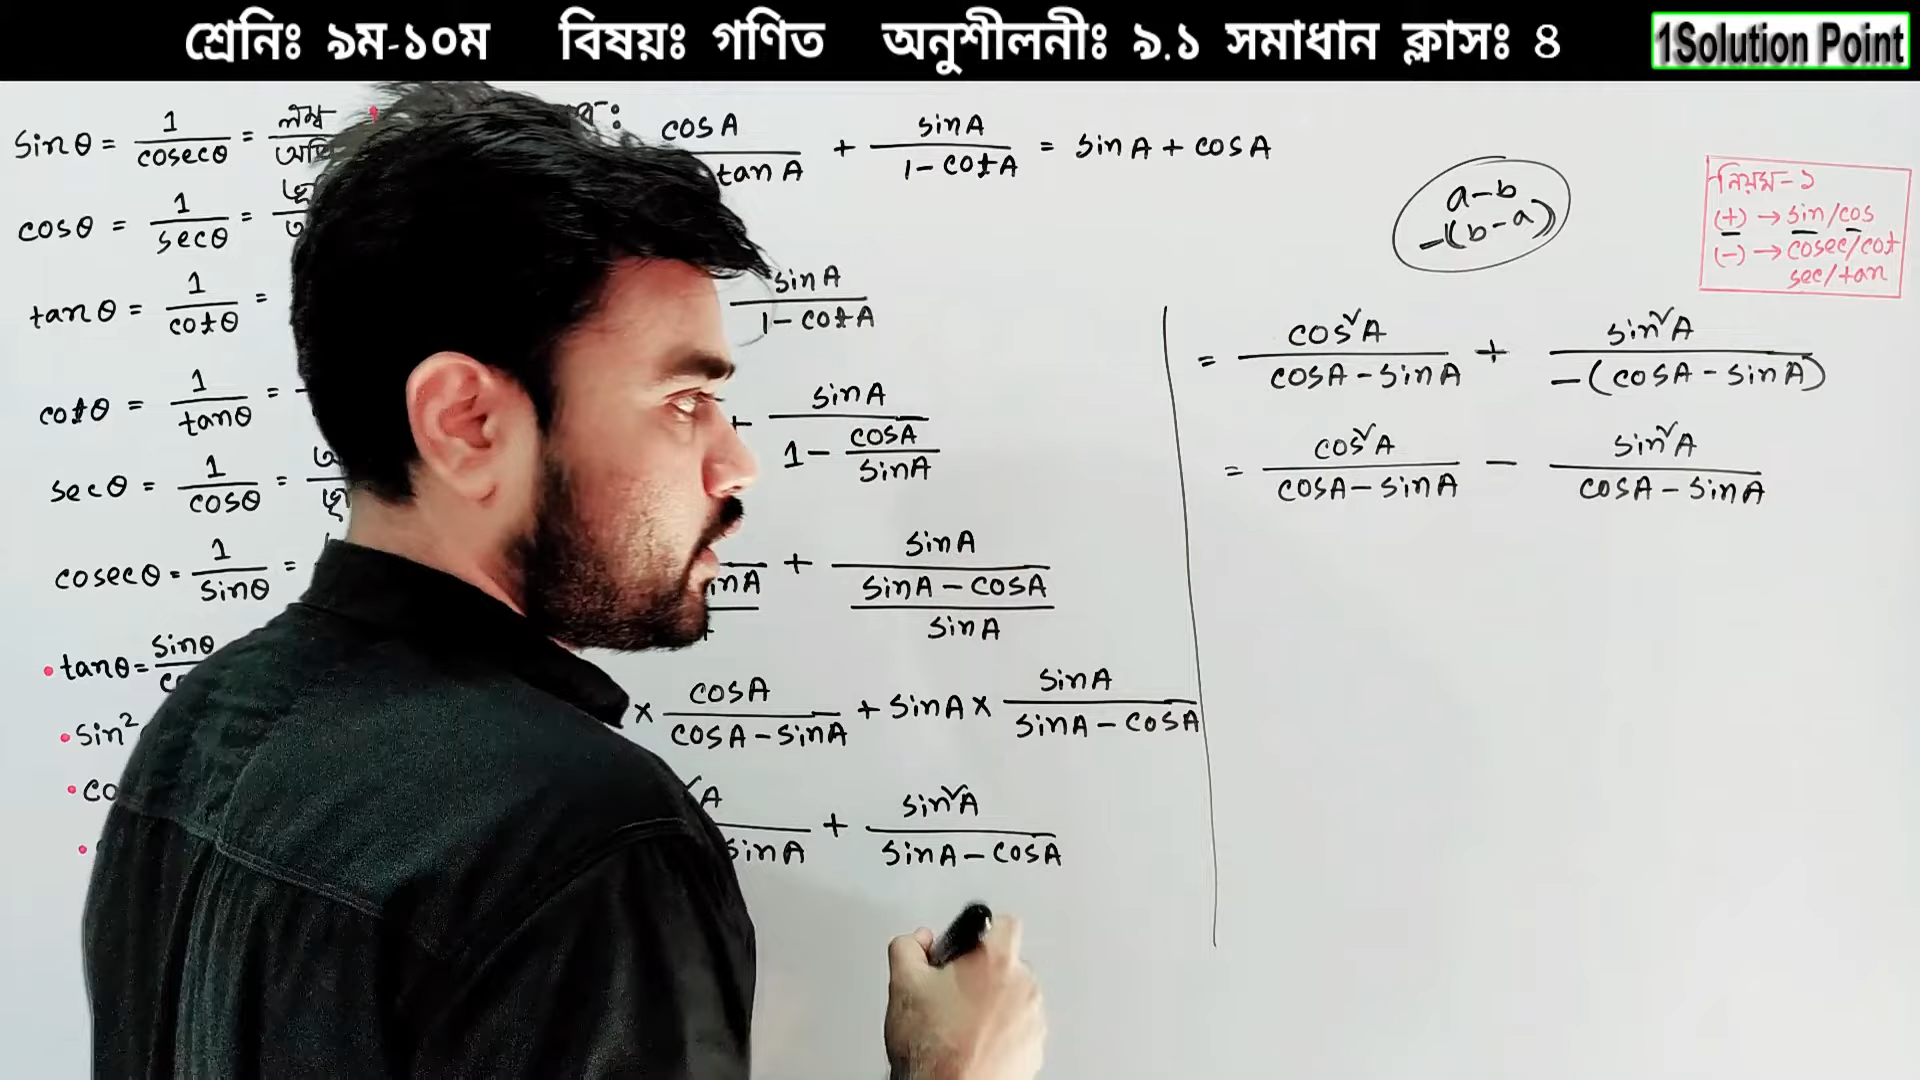 শ্রেনিঃ ৯ম-১০ম বিষয়ঃ গণিত অনুশীলনীঃ ৯.১ সমাধান ক্লাসঃ 8
1Solution Point
sinθ = 1/cosecθ = লম্ব
cosθ = 1/secθ =
tanθ = 1/cotθ =
cotθ = 1/tanθ =
secθ = 1/cosθ =
cosecθ = 1/sinθ =
• tanθ = sinθ
• sin²
• co
cosA / tanA + sinA/(1-cotA) = sinA + cosA
sinA/(1-cotA)
+ sinA/(1 - cosA/sinA)
inA + sinA/((sinA-cosA)/sinA)
× cosA/(cosA-sinA) + sinA × sinA/(sinA-cosA)
A / sinA + sin²A/(sinA-cosA)
a-b
-(b-a)
নিয়ম-১
(+) → sin/cos
(-) → cosec/cot
sec/tan
= cos²A/(cosA-sinA) + sin²A/-(cosA-sinA)
= cos²A/(cosA-sinA) - sin²A/(cosA-sinA)